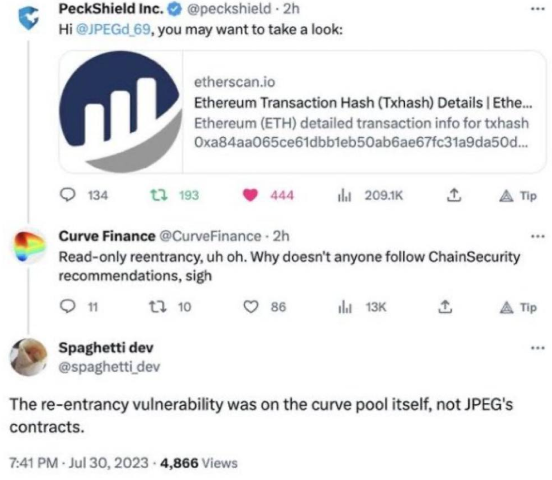 PeckShield Inc. @peckshield · 2h
Hi @JPEGd_69, you may want to take a look:
etherscan.io
Ethereum Transaction Hash (Txhash) Details | Ethe...
Ethereum (ETH) detailed transaction info for txhash
0xa84aa065ce61dbb1eb50ab6ae67fc31a9da50d...
134 193 444 209.1K Tip
Curve Finance @CurveFinance · 2h
Read-only reentrancy, uh oh. Why doesn't anyone follow ChainSecurity
recommendations, sigh
11 10 86 13K Tip
Spaghetti dev
@spaghetti_dev
The re-entrancy vulnerability was on the curve pool itself, not JPEG's
contracts.
7:41 PM · Jul 30, 2023 · 4,866 Views